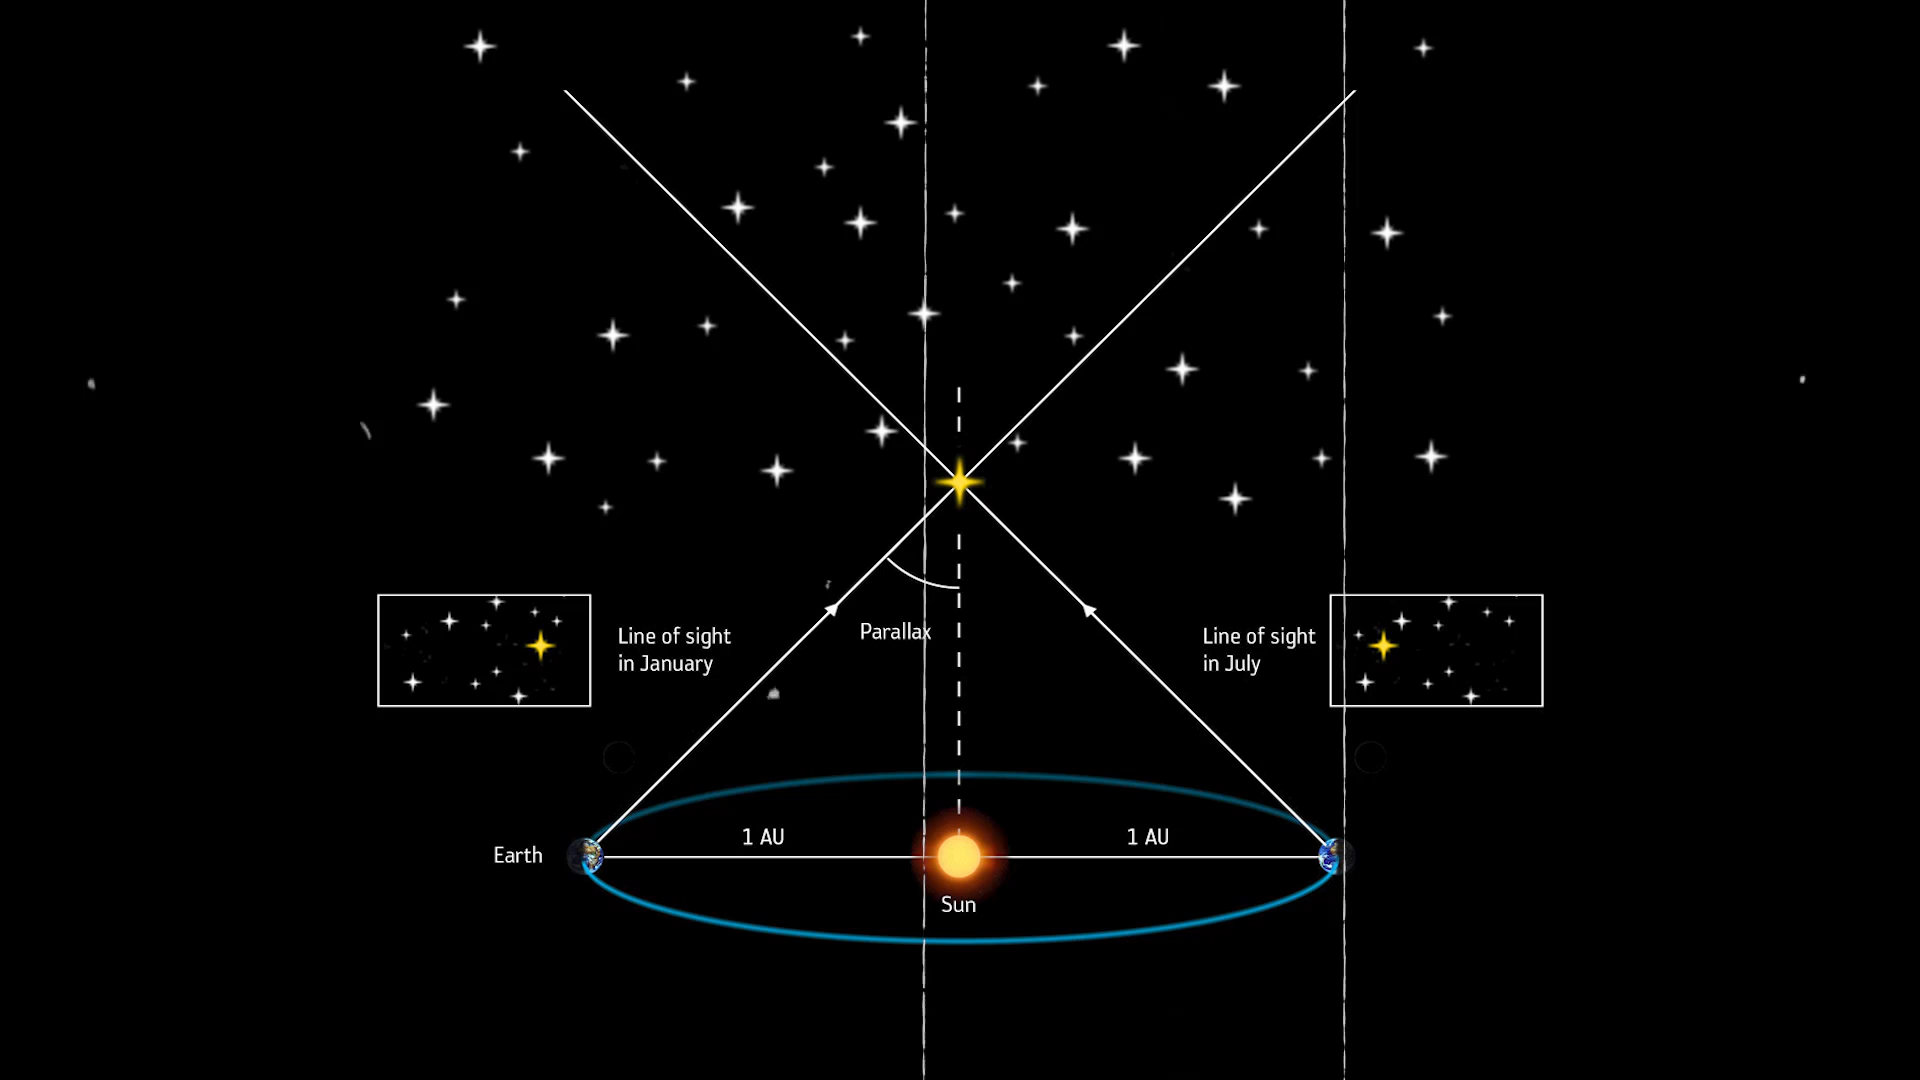 Line of sight
in January
Parallax
Line of sight
in July
1 AU
1 AU
Earth
Sun